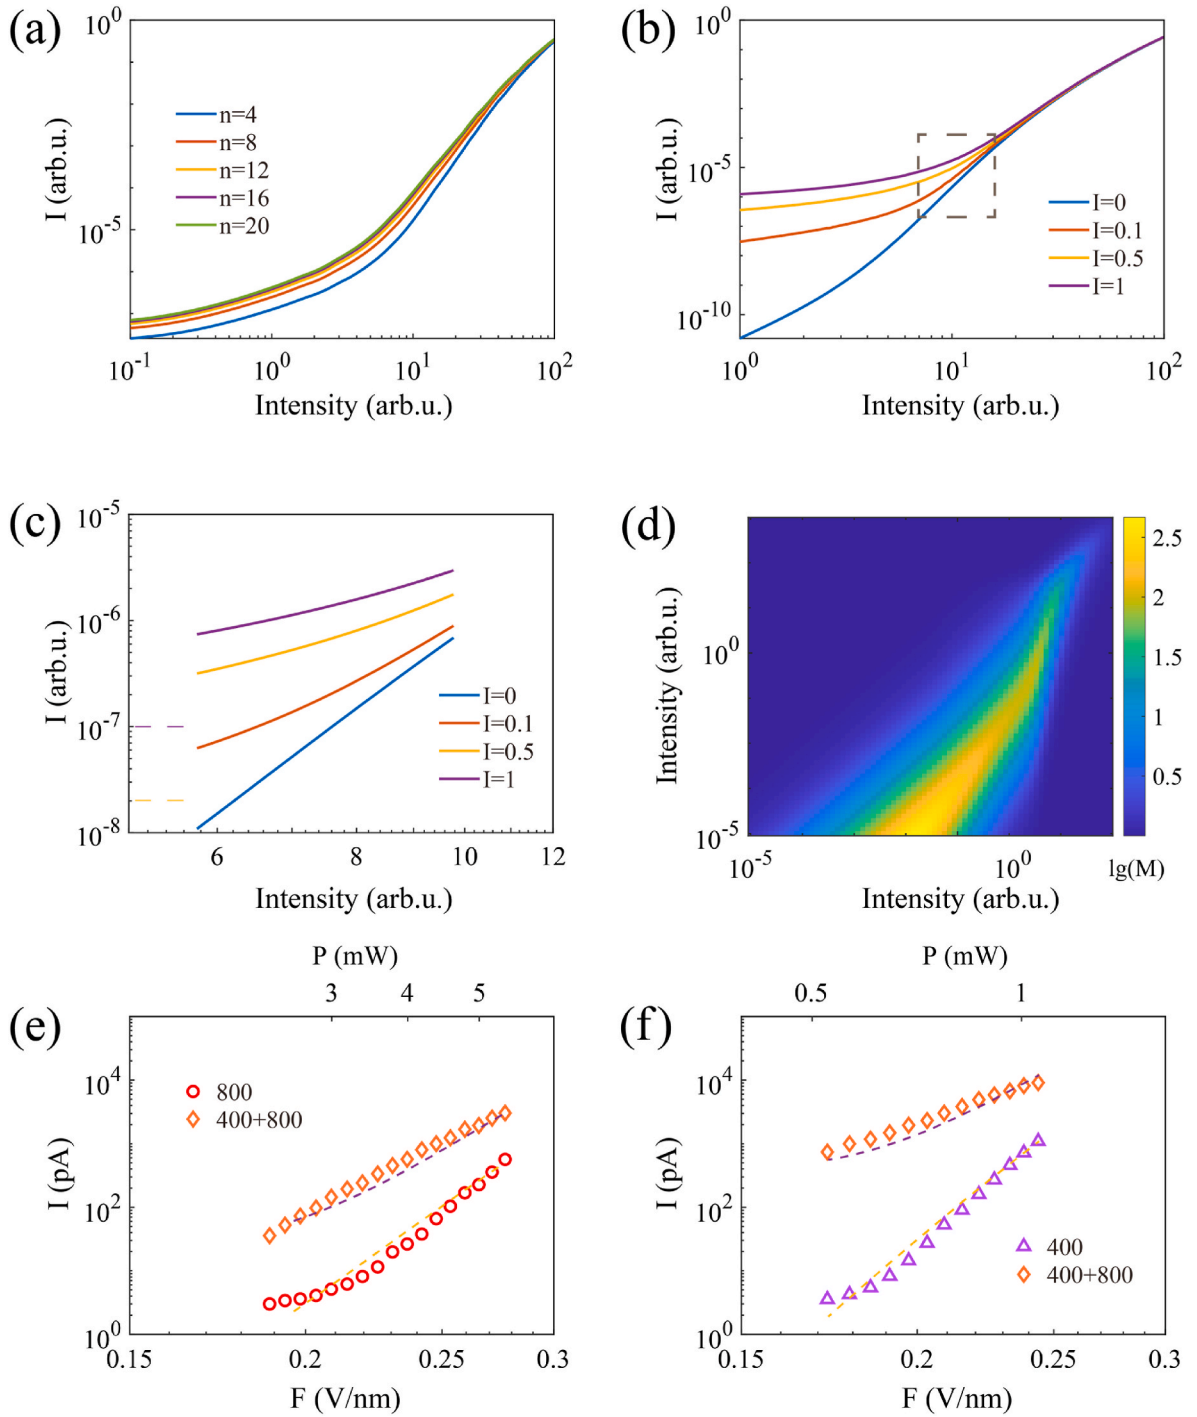 (a)
10^0
10^-5
I (arb.u.)
n=4
n=8
n=12
n=16
n=20
10^-1
10^0
10^1
10^2
Intensity (arb.u.)
(b)
10^0
10^-5
10^-10
I (arb.u.)
I=0
I=0.1
I=0.5
I=1
10^0
10^1
10^2
Intensity (arb.u.)
(c)
10^-5
10^-6
10^-7
10^-8
I (arb.u.)
I=0
I=0.1
I=0.5
I=1
6
8
10
12
Intensity (arb.u.)
(d)
10^0
10^-5
Intensity (arb.u.)
2.5
2
1.5
1
0.5
lg(M)
10^-5
10^0
Intensity (arb.u.)
(e)
P (mW)
3
4
5
10^4
10^2
10^0
I (pA)
800
400+800
0.15
0.2
0.25
0.3
F (V/nm)
(f)
P (mW)
0.5
1
10^4
10^2
10^0
I (pA)
400
400+800
0.15
0.2
0.25
0.3
F (V/nm)